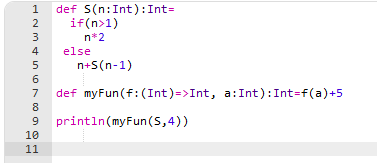 1 def S(n:Int):Int=
2   if(n>1)
3     n*2
4   else
5    n+S(n-1)
6
7 def myFun(f:(Int)=>Int, a:Int):Int=f(a)+5
8
9 println(myFun(S,4))
10
11